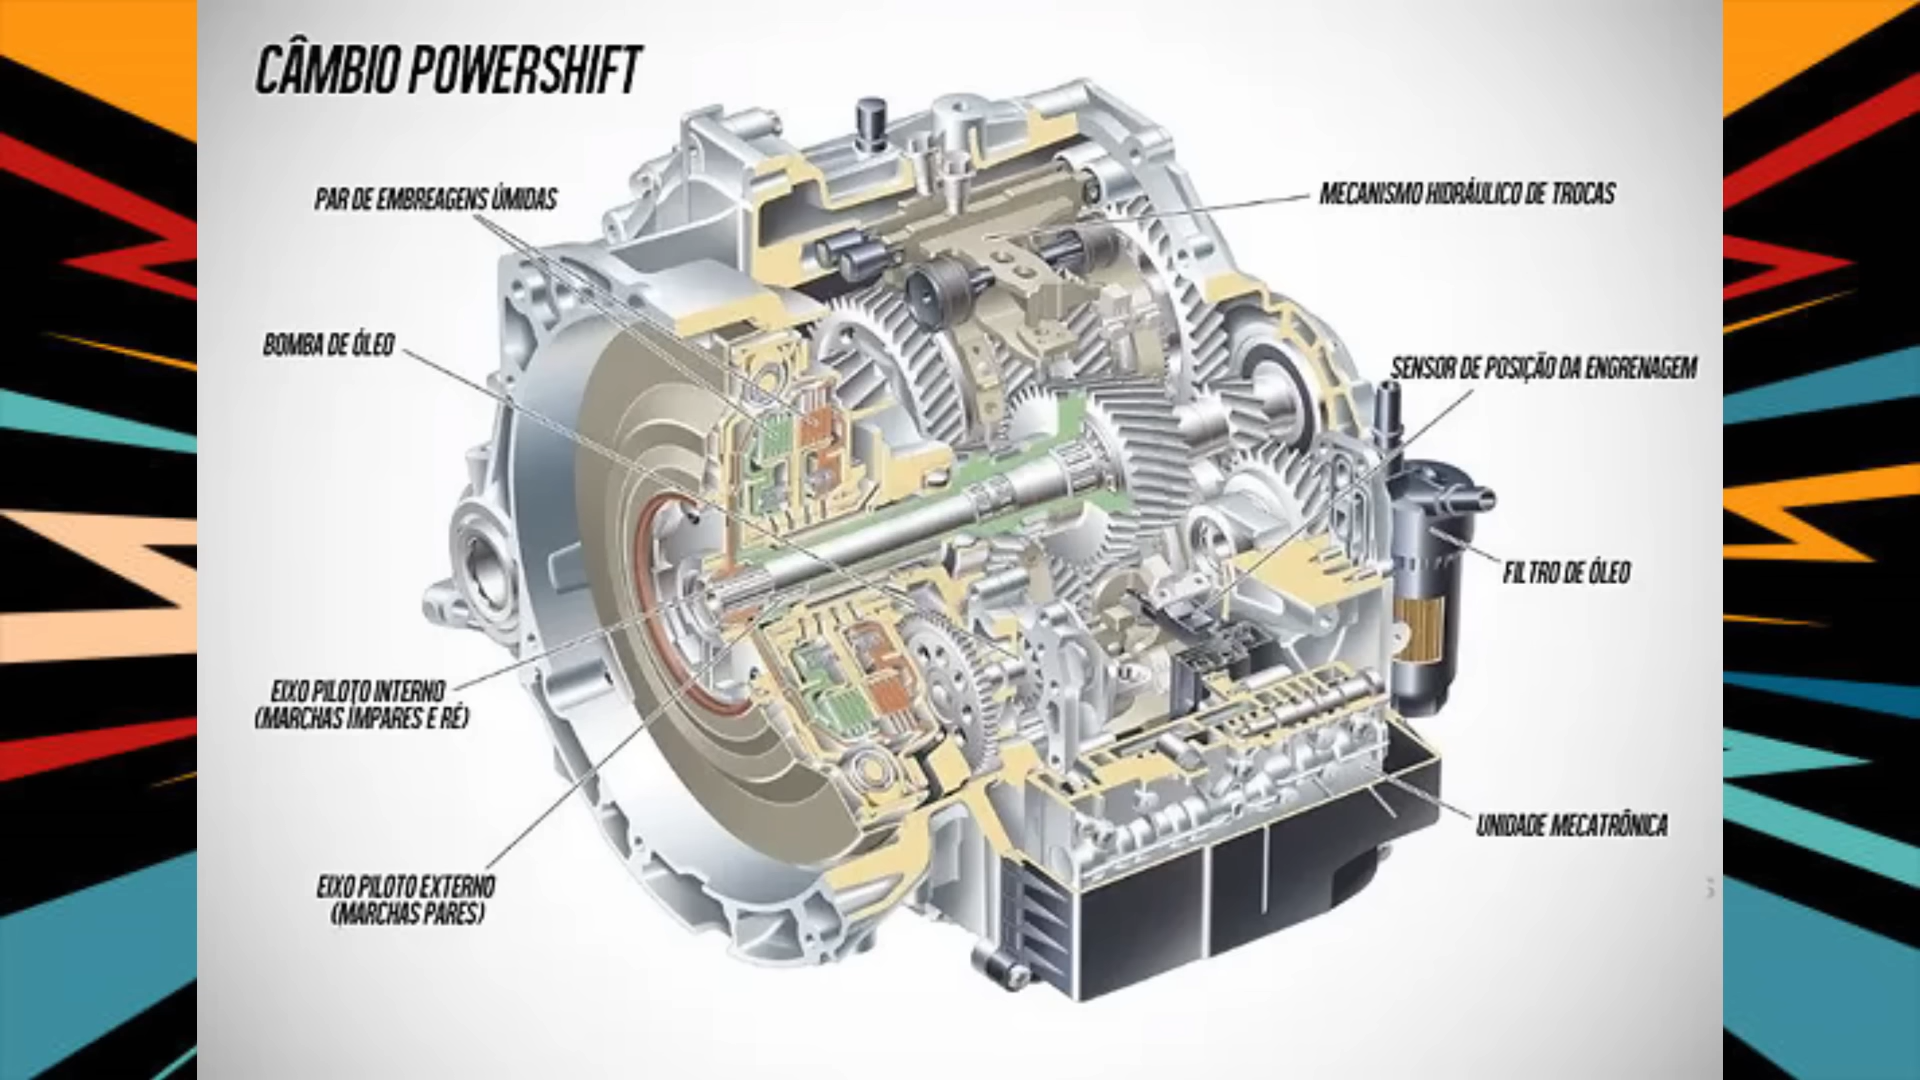 CÂMBIO POWERSHIFT
PAR DE EMBREAGENS ÚMIDAS
MECANISMO HIDRÁULICO DE TROCAS
BOMBA DE ÓLEO
SENSOR DE POSIÇÃO DA ENGRENAGEM
FILTRO DE ÓLEO
EIXO PILOTO INTERNO
(MARCHAS ÍMPARES E RÉ)
UNIDADE MECATRÔNICA
EIXO PILOTO EXTERNO
(MARCHAS PARES)